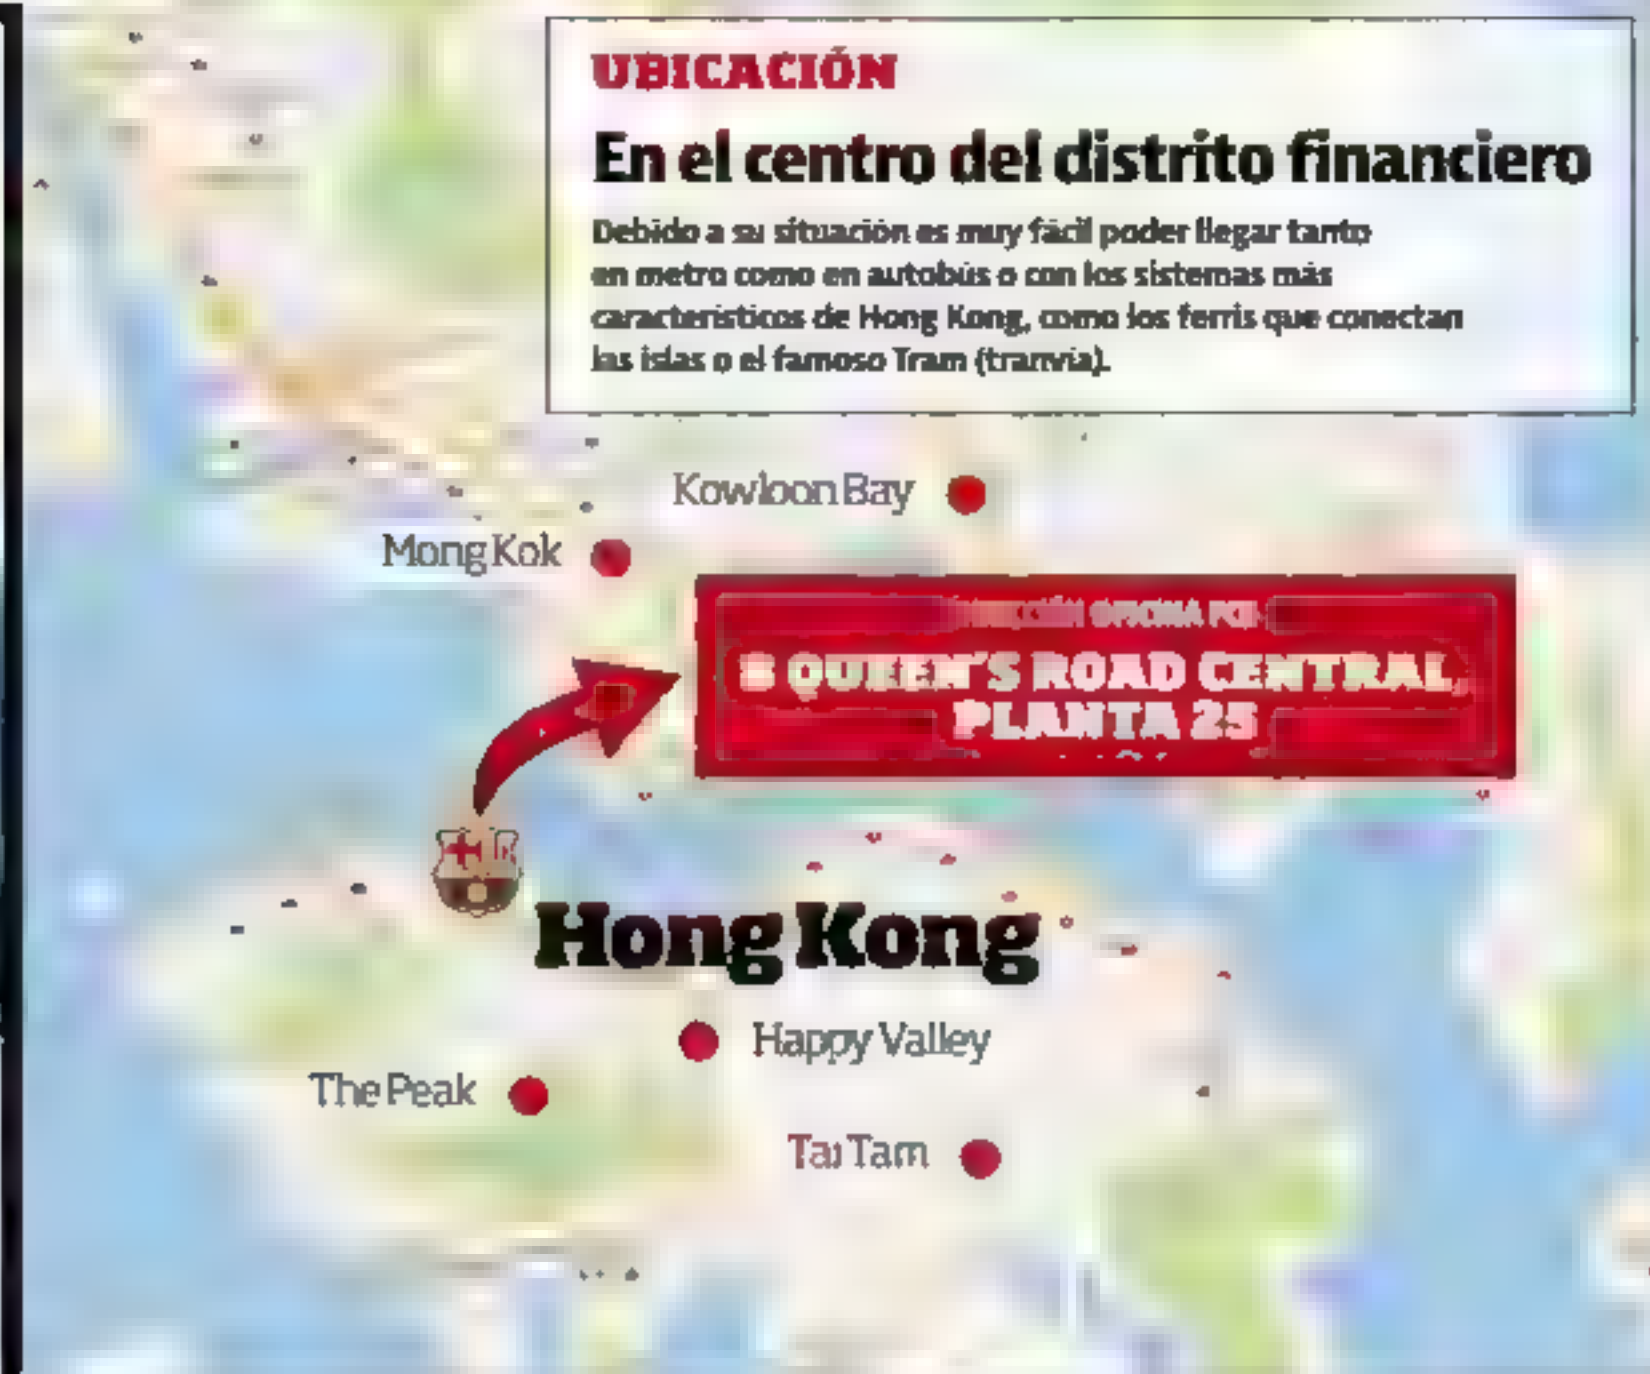 UBICACIÓN
En el centro del distrito financiero
Debido a su situación es muy fácil poder llegar tanto
en metro como en autobús o con los sistemas más
característicos de Hong Kong, como los ferris que conectan
las islas o el famoso Tram (tranvía).
Kowloon Bay
Mong Kok
OFICINA FCB
8 QUEEN'S ROAD CENTRAL,
PLANTA 25
Hong Kong
Happy Valley
The Peak
Tai Tam